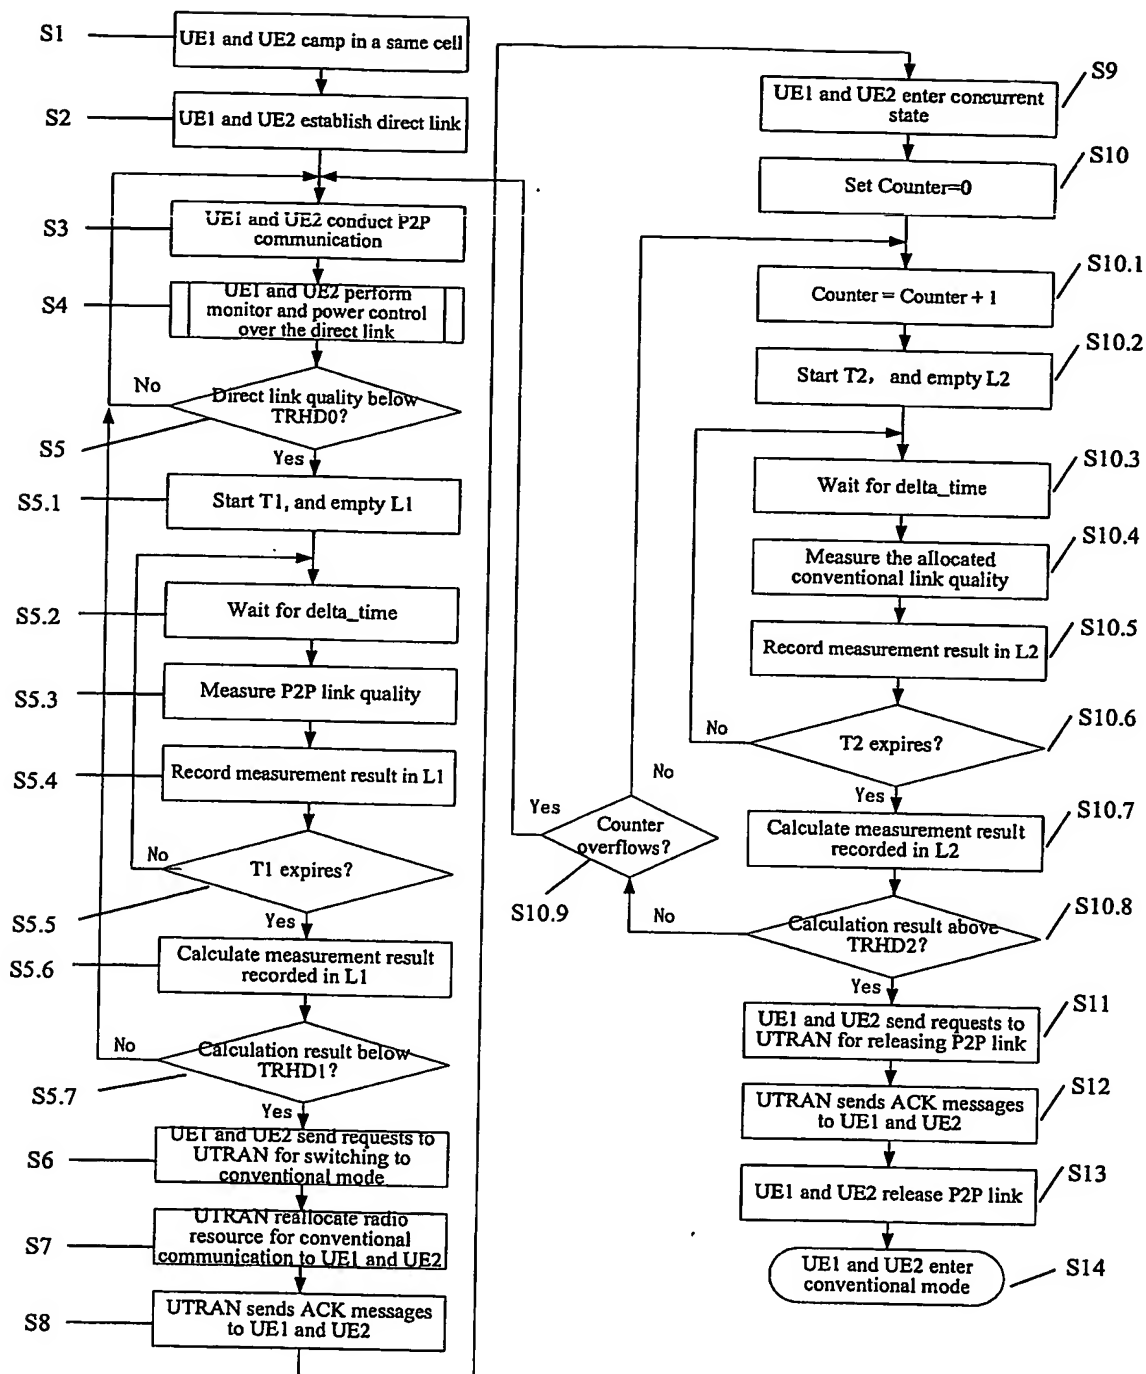 S1
UE1 and UE2 camp in a same cell
S2
UE1 and UE2 establish direct link
S3
UE1 and UE2 conduct P2P
communication
S4
UE1 and UE2 perform
monitor and power control
over the direct link
No
Direct link quality below
TRHD0?
S5
Yes
S5.1
Start T1, and empty L1
S5.2
Wait for delta_time
S5.3
Measure P2P link quality
S5.4
Record measurement result in L1
No
T1 expires?
S5.5
Yes
S5.6
Calculate measurement result
recorded in L1
No
Calculation result below
TRHD1?
S5.7
Yes
S6
UE1 and UE2 send requests to
UTRAN for switching to
conventional mode
S7
UTRAN reallocate radio
resource for conventional
communication to UE1 and UE2
S8
UTRAN sends ACK messages
to UE1 and UE2
S9
UE1 and UE2 enter concurrent
state
S10
Set Counter=0
S10.1
Counter = Counter + 1
S10.2
Start T2, and empty L2
S10.3
Wait for delta_time
S10.4
Measure the allocated
conventional link quality
S10.5
Record measurement result in L2
S10.6
No
T2 expires?
Yes
S10.7
Calculate measurement result
recorded in L2
S10.8
No
Calculation result above
TRHD2?
Yes
No
Yes
Counter
overflows?
S10.9
S11
UE1 and UE2 send requests to
UTRAN for releasing P2P link
S12
UTRAN sends ACK messages
to UE1 and UE2
S13
UE1 and UE2 release P2P link
S14
UE1 and UE2 enter
conventional mode